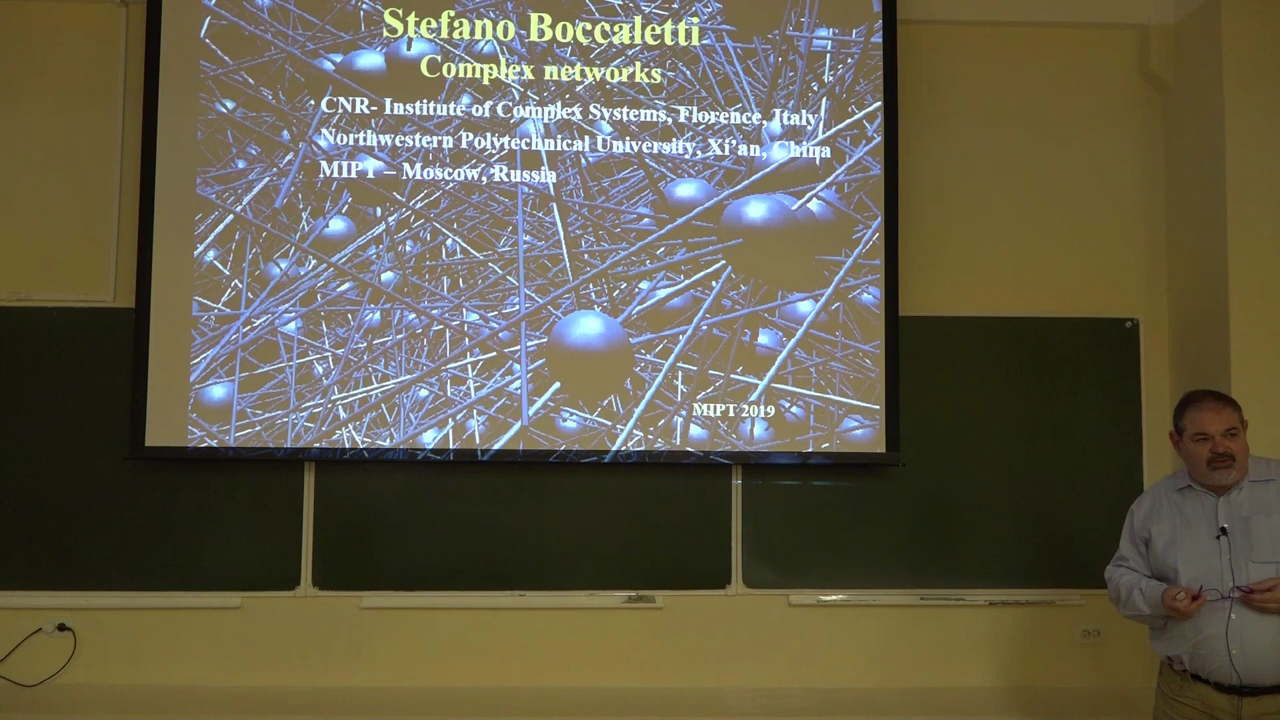 Stefano Boccaletti
Complex networks
CNR- Institute of Complex Systems, Florence, Italy
Northwestern Polytechnical University, Xi'an, China
MIPT – Moscow, Russia
MIPT 2019